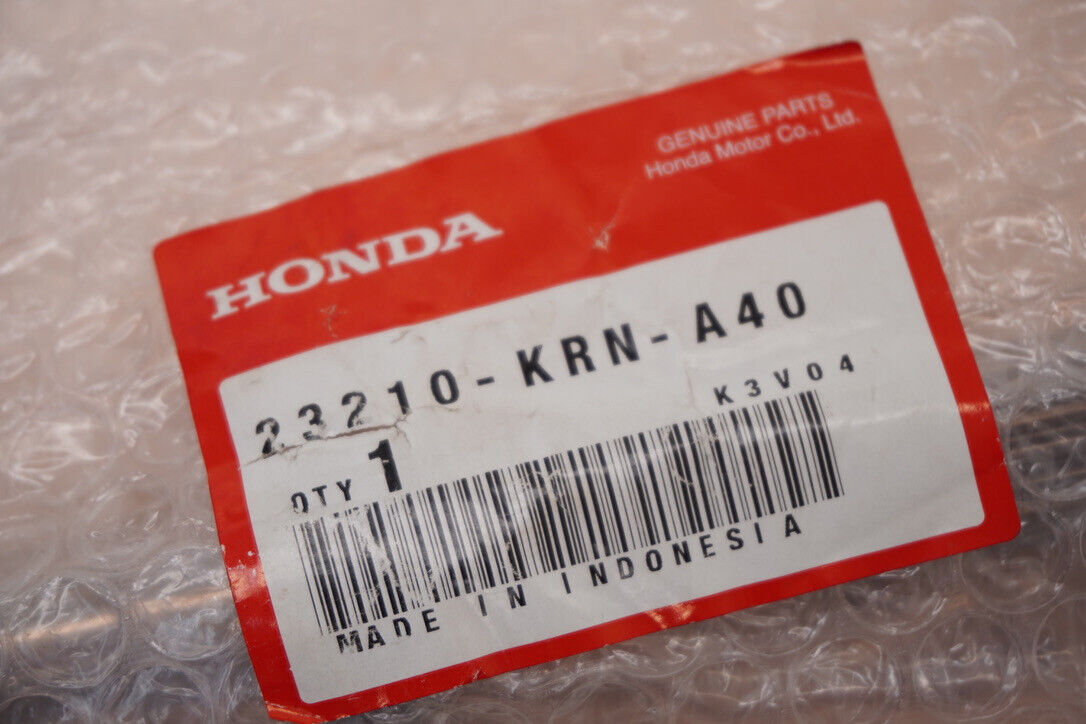 GENUINE PARTS
Honda Motor Co., Ltd.
HONDA
23210-KRN-A40
K3V04
QTY 1
MADE IN INDONESIA